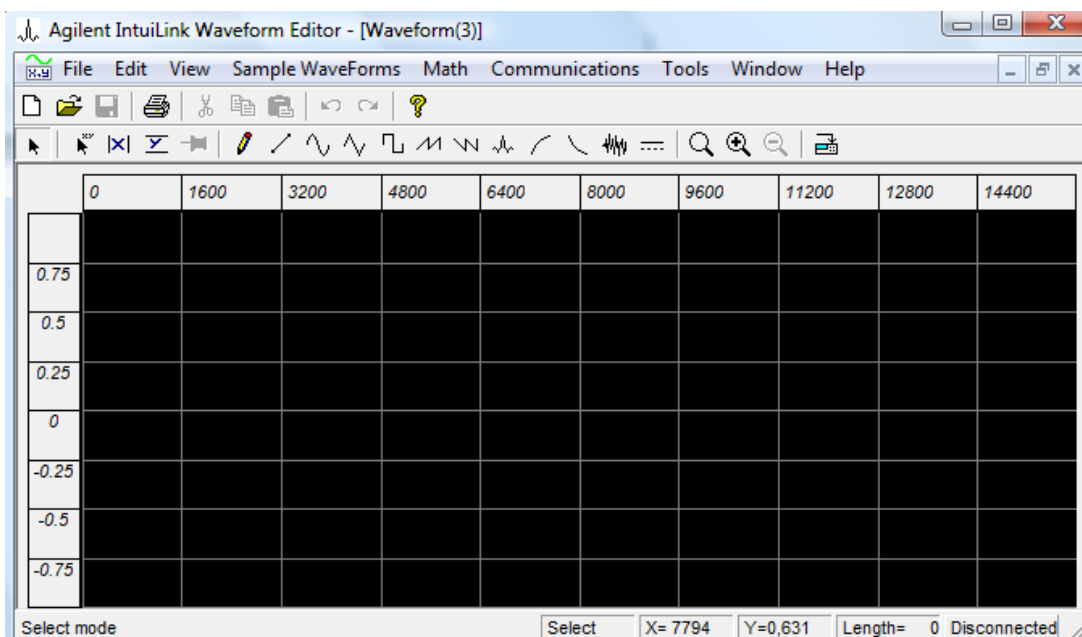 Agilent IntuiLink Waveform Editor - [Waveform(3)]
File Edit View Sample WaveForms Math Communications Tools Window Help
0 1600 3200 4800 6400 8000 9600 11200 12800 14400
0.75
0.5
0.25
0
-0.25
-0.5
-0.75
Select mode Select X= 7794 Y=0,631 Length= 0 Disconnected